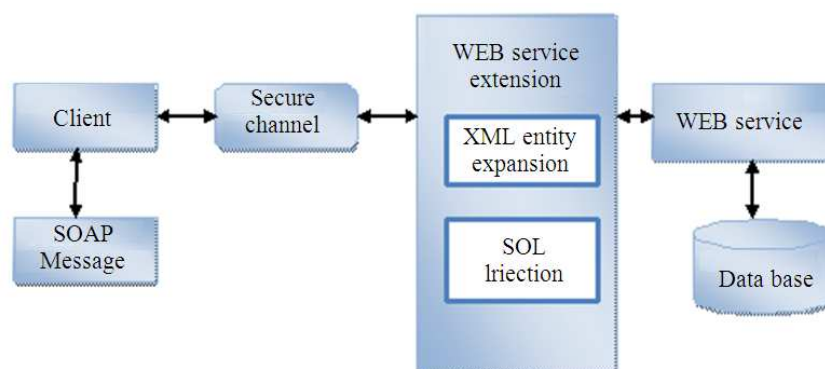 Client
Secure
channel
WEB service
extension
XML entity
expansion
SOL
lriection
WEB service
SOAP
Message
Data base